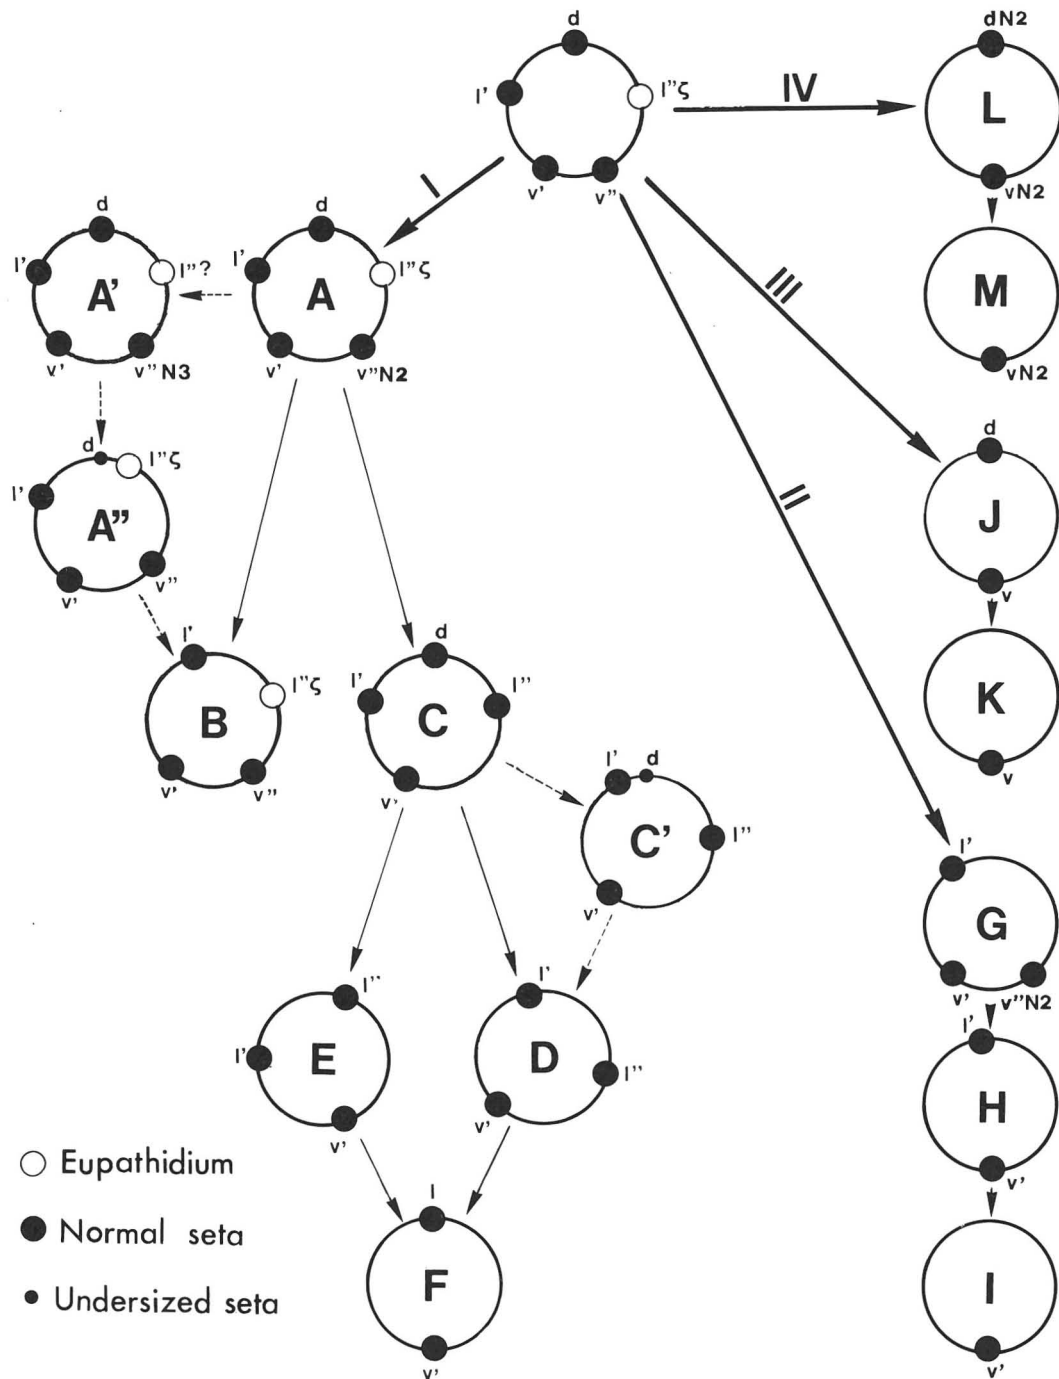 d
l'
l"ζ
v'
v"
I
II
III
IV
dN2
L
vN2
M
vN2
d
J
v
K
v
l'
G
v'
v"N2
l'
H
v'
I
v'
d
l'
l"ζ
A
v'
v"N2
d
l'
l"?
A'
v'
v"N3
d
l"ζ
l'
A"
v'
v"
l'
l"ζ
B
v'
v"
d
l'
l"
C
v'
l'
d
C'
l"
v'
l"
l'
E
v'
l'
D
l"
v'
l
F
v'
Eupathidium
Normal seta
Undersized seta